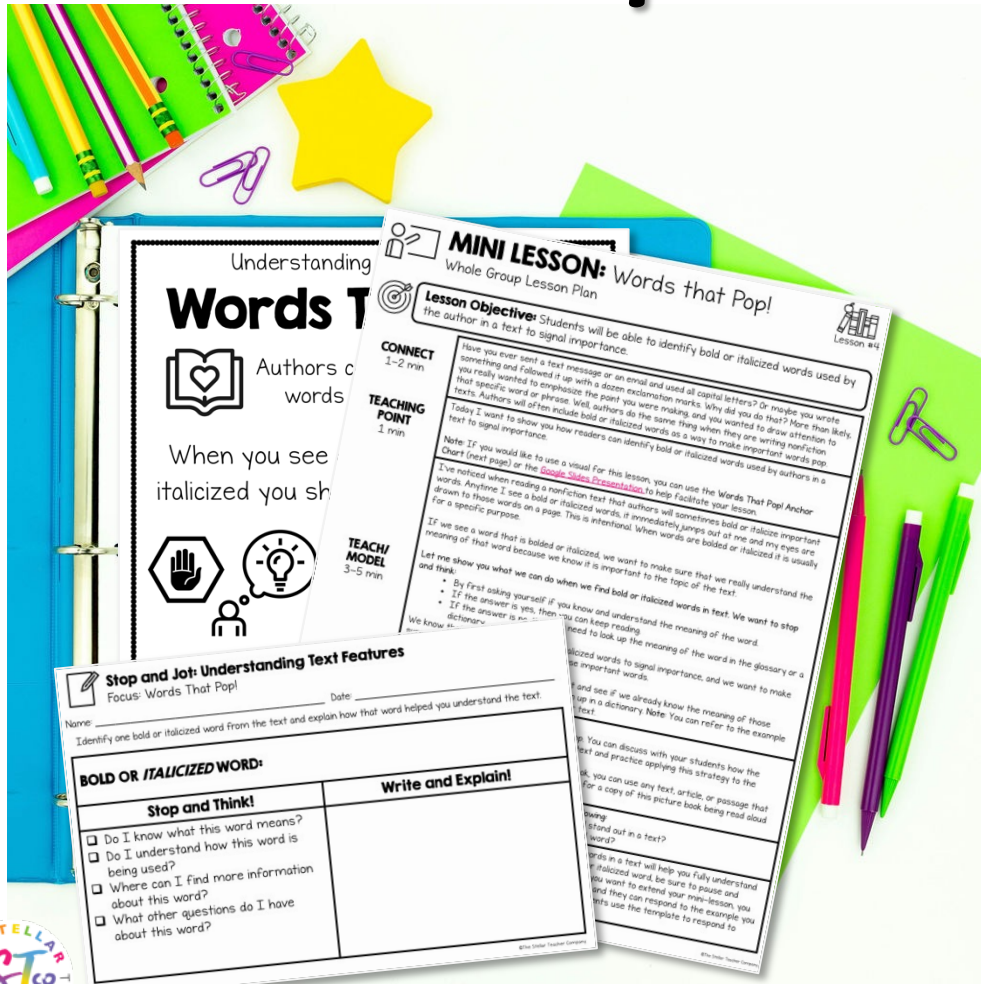 Understanding
Words T
Authors c
words
When you see
italicized you sh
MINI LESSON: Words that Pop!
Whole Group Lesson Plan
Lesson #4
Lesson Objective: Students will be able to identify bold or italicized words used by
the author in a text to signal importance.
CONNECT
1-2 min
Have you ever sent a text message or an email and used all capital letters? Or maybe you wrote
something and followed it up with a dozen exclamation marks. Why did you do that? More than likely,
you really wanted to emphasize the point you were making, and you wanted to draw attention to
that specific word or phrase. Well, authors do the same thing when they are writing nonfiction
texts. Authors will often include bold or italicized words as a way to make important words pop.
TEACHING
POINT
1 min
Today I want to show you how readers can identify bold or italicized words used by authors in a
text to signal importance.
Note: If you would like to use a visual for this lesson, you can use the Words That Pop! Anchor
Chart (next page) or the Google Slides Presentation to help facilitate your lesson.
TEACH/
MODEL
3-5 min
I've noticed when reading a nonfiction text that authors will sometimes bold or italicize important
words. Anytime I see a bold or italicized words, it immediately jumps out at me and my eyes are
drawn to those words on a page. This is intentional. When words are bolded or italicized it is usually
for a specific purpose.
If we see a word that is bolded or italicized, we want to make sure that we really understand the
meaning of that word because we know it is important to the topic of the text.
Let me show you what we can do when we find bold or italicized words in text. We want to stop
and think:
• By first asking yourself if you know and understand the meaning of the word.
• If the answer is yes, then you can keep reading.
• If the answer is no need to look up the meaning of the word in the glossary or a
dictionary.
We know th
alicized words to signal importance, and we want to make
se important words.
and see if we already know the meaning of those
up in a dictionary. Note: You can refer to the example
text.
p. You can discuss with your students how the
text and practice applying this strategy to the
ok, you can use any text, article, or passage that
for a copy of this picture book being read aloud
owing:
stand out in a text?
word?
ords in a text will help you fully understand
r italicized word, be sure to pause and
you want to extend your mini-lesson, you
and they can respond to the example you
nts use the template to respond to
©The Stellar Teacher Company
Stop and Jot: Understanding Text Features
Focus: Words That Pop!
Name: Date:
Identify one bold or italicized word from the text and explain how that word helped you understand the text.
BOLD OR ITALICIZED WORD:
Stop and Think!
Write and Explain!
Do I know what this word means?
Do I understand how this word is
being used?
Where can I find more information
about this word?
What other questions do I have
about this word?
©The Stellar Teacher Company
TELLAR T